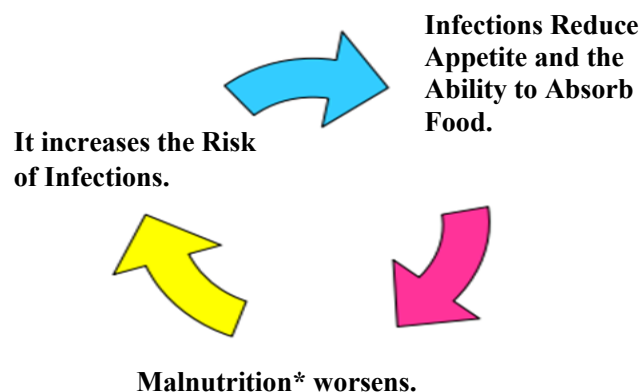 Infections Reduce
Appetite and the
Ability to Absorb
Food.
It increases the Risk
of Infections.
Malnutrition* worsens.